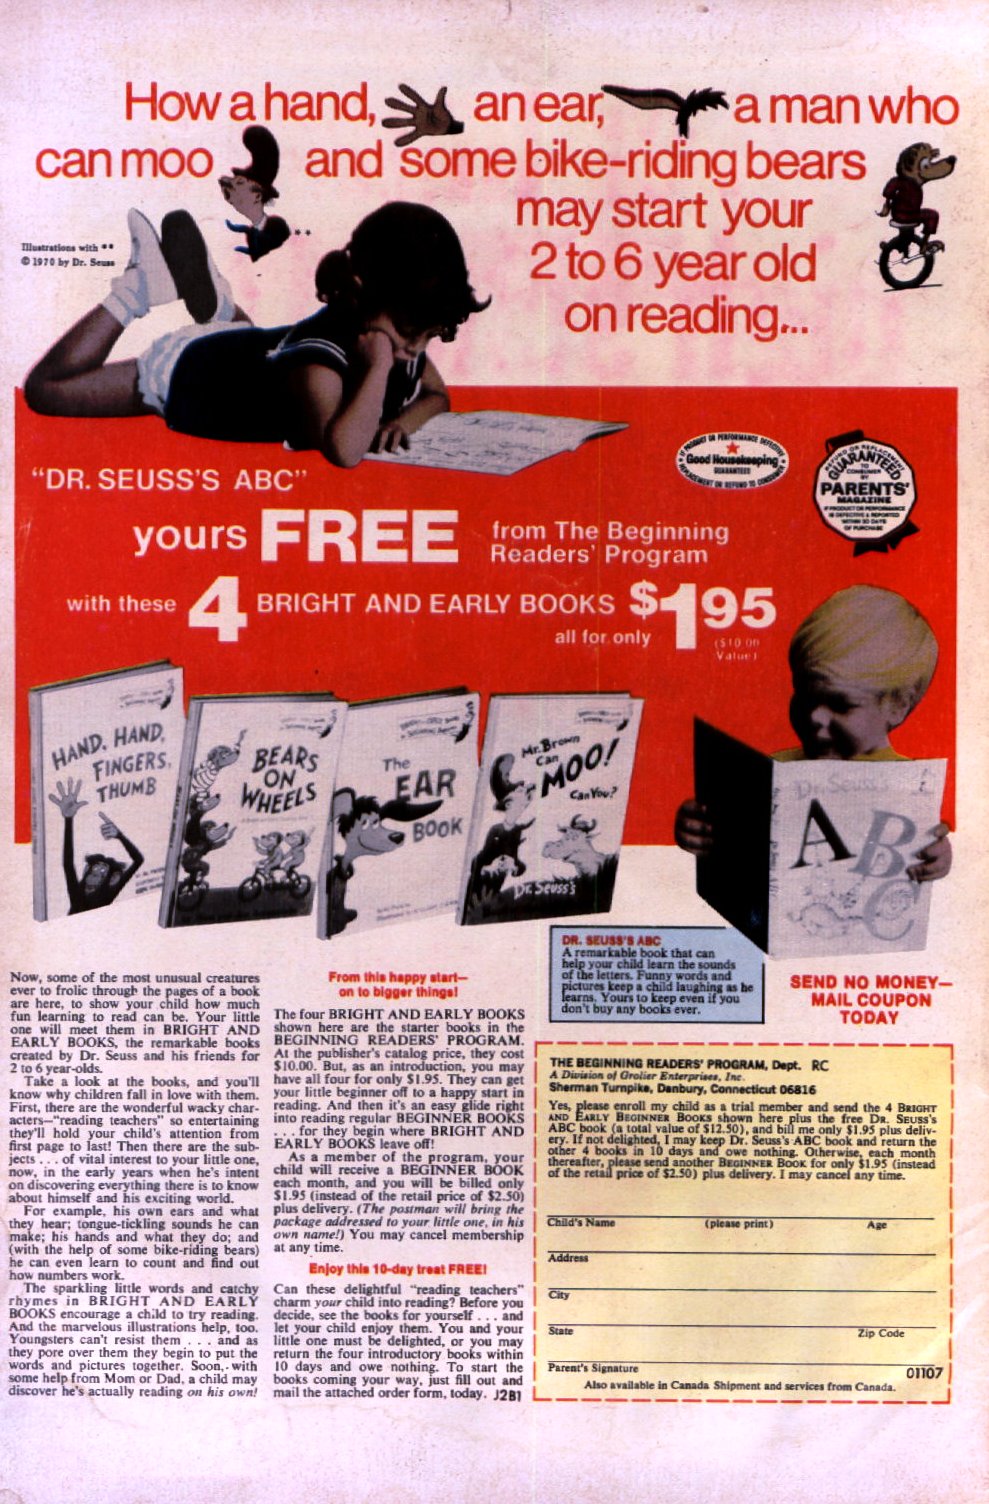 How a hand, an ear, a man who
can moo and some bike-riding bears
may start your
2 to 6 year old
on reading...
**
Illustrations with **
© 1970 by Dr. Seuss
"DR. SEUSS'S ABC"
yours FREE from The Beginning
Readers' Program
with these 4 BRIGHT AND EARLY BOOKS $1.95
all for only
($10.00
Value)
Good Housekeeping
GUARANTEES
IF PRODUCT OR PERFORMANCE DEFECTIVE
REPLACEMENT OR REFUND TO CONSUMER
REFUND OR REPLACEMENT
GUARANTEED
TO
CONSUMER
BY
PARENTS'
MAGAZINE
IF PRODUCT OR PERFORMANCE
IS DEFECTIVE & REPORTED
WITHIN 30 DAYS
OF PURCHASE
HAND, HAND,
FINGERS,
THUMB
BEARS
ON
WHEELS
The
EAR
BOOK
Mr. Brown
Can
MOO!
Can You?
Dr. Seuss's
Dr. Seuss's
A B
C
DR. SEUSS'S ABC
A remarkable book that can
help your child learn the sounds
of the letters. Funny words and
pictures keep a child laughing as he
learns. Yours to keep even if you
don't buy any books ever.
SEND NO MONEY—
MAIL COUPON
TODAY
Now, some of the most unusual creatures
ever to frolic through the pages of a book
are here, to show your child how much
fun learning to read can be. Your little
one will meet them in BRIGHT AND
EARLY BOOKS, the remarkable books
created by Dr. Seuss and his friends for
2 to 6 year-olds.
Take a look at the books, and you'll
know why children fall in love with them.
First, there are the wonderful wacky char-
acters—"reading teachers" so entertaining
they'll hold your child's attention from
first page to last! Then there are the sub-
jects . . . of vital interest to your little one,
now, in the early years when he's intent
on discovering everything there is to know
about himself and his exciting world.
For example, his own ears and what
they hear; tongue-tickling sounds he can
make; his hands and what they do; and
(with the help of some bike-riding bears)
he can even learn to count and find out
how numbers work.
The sparkling little words and catchy
rhymes in BRIGHT AND EARLY
BOOKS encourage a child to try reading.
And the marvelous illustrations help, too.
Youngsters can't resist them . . . and as
they pore over them they begin to put the
words and pictures together. Soon, with
some help from Mom or Dad, a child may
discover he's actually reading on his own!
From this happy start—
on to bigger things!
The four BRIGHT AND EARLY BOOKS
shown here are the starter books in the
BEGINNING READERS' PROGRAM.
At the publisher's catalog price, they cost
$10.00. But, as an introduction, you may
have all four for only $1.95. They can get
your little beginner off to a happy start in
reading. And then it's an easy glide right
into reading regular BEGINNER BOOKS
. . . for they begin where BRIGHT AND
EARLY BOOKS leave off!
As a member of the program, your
child will receive a BEGINNER BOOK
each month, and you will be billed only
$1.95 (instead of the retail price of $2.50)
plus delivery. (The postman will bring the
package addressed to your little one, in his
own name!) You may cancel membership
at any time.
Enjoy this 10-day treat FREE!
Can these delightful "reading teachers"
charm your child into reading? Before you
decide, see the books for yourself . . . and
let your child enjoy them. You and your
little one must be delighted, or you may
return the four introductory books within
10 days and owe nothing. To start the
books coming your way, just fill out and
mail the attached order form, today. J2B1
THE BEGINNING READERS' PROGRAM, Dept. RC
A Division of Grolier Enterprises, Inc.
Sherman Turnpike, Danbury, Connecticut 06816
Yes, please enroll my child as a trial member and send the 4 BRIGHT
AND EARLY BEGINNER BOOKS shown here plus the free DR. SEUSS'S
ABC book (a total value of $12.50), and bill me only $1.95 plus deliv-
ery. If not delighted, I may keep Dr. Seuss's ABC book and return the
other 4 books in 10 days and owe nothing. Otherwise, each month
thereafter, please send another BEGINNER BOOK for only $1.95 (instead
of the retail price of $2.50) plus delivery. I may cancel any time.
Child's Name (please print) Age
Address
City
State Zip Code
Parent's Signature
01107
Also available in Canada Shipment and services from Canada.